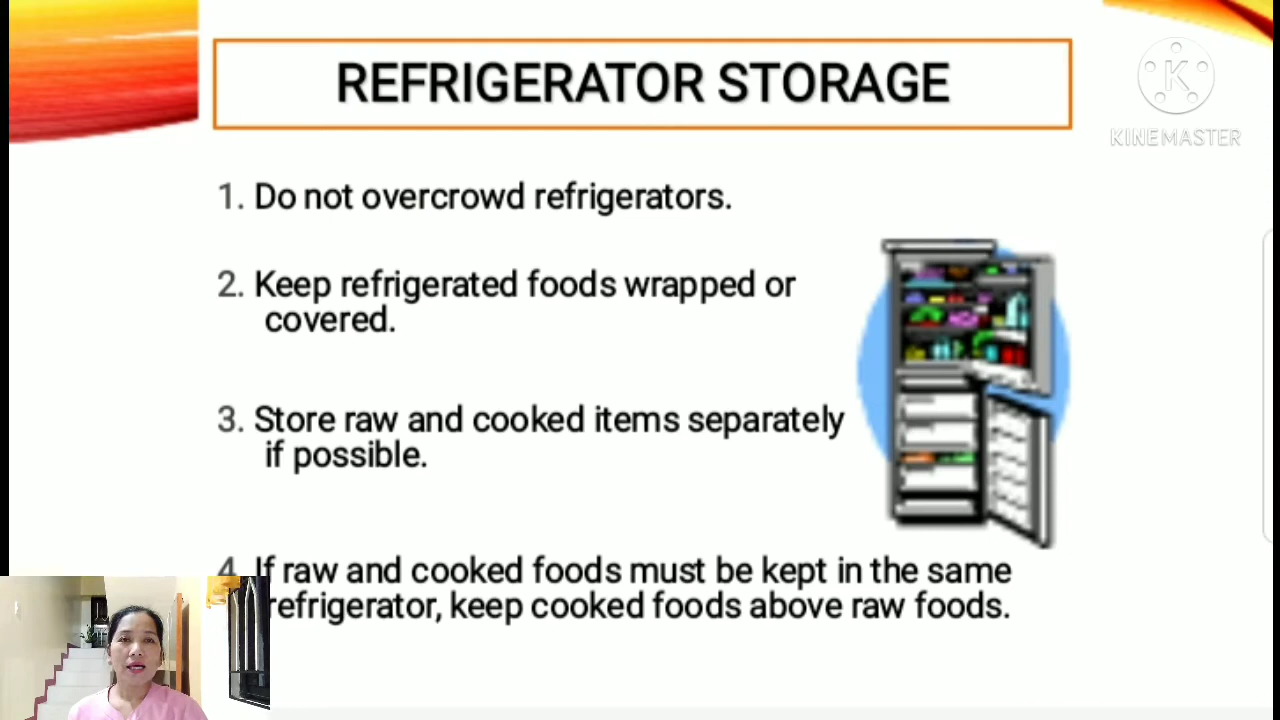 REFRIGERATOR STORAGE
K
KINEMASTER
1. Do not overcrowd refrigerators.
2. Keep refrigerated foods wrapped or
covered.
3. Store raw and cooked items separately
if possible.
4. If raw and cooked foods must be kept in the same
refrigerator, keep cooked foods above raw foods.